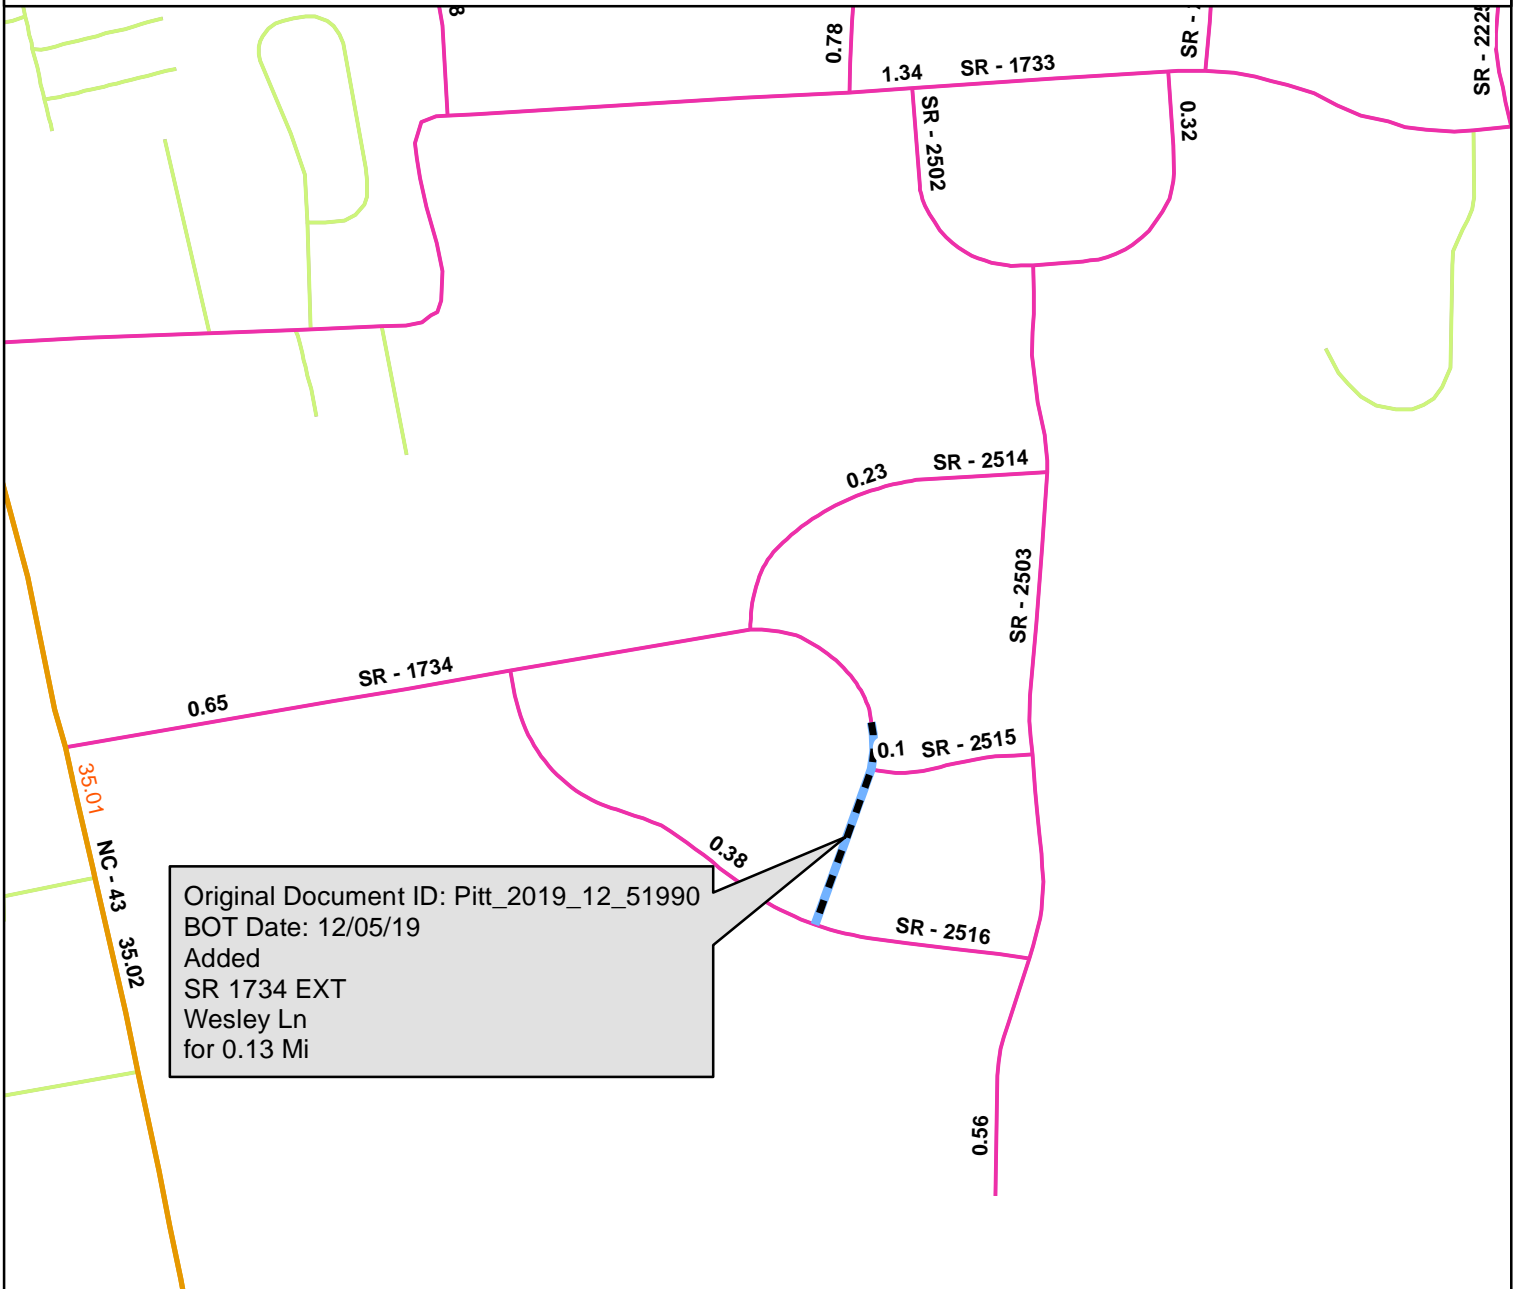 8
0.78
1.34
SR - 1733
SR -
SR - 2225
SR - 2502
0.32
0.23
SR - 2514
SR - 2503
SR - 1734
0.65
0.1
SR - 2515
35.01
NC - 43
35.02
0.38
SR - 2516
0.56
Original Document ID: Pitt_2019_12_51990
BOT Date: 12/05/19
Added
SR 1734 EXT
Wesley Ln
for 0.13 Mi